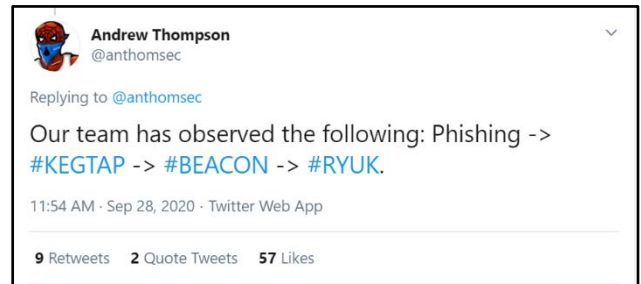 Andrew Thompson
@anthomsec
Replying to @anthomsec
Our team has observed the following: Phishing ->
#KEGTAP -> #BEACON -> #RYUK.
11:54 AM · Sep 28, 2020 · Twitter Web App
9 Retweets 2 Quote Tweets 57 Likes